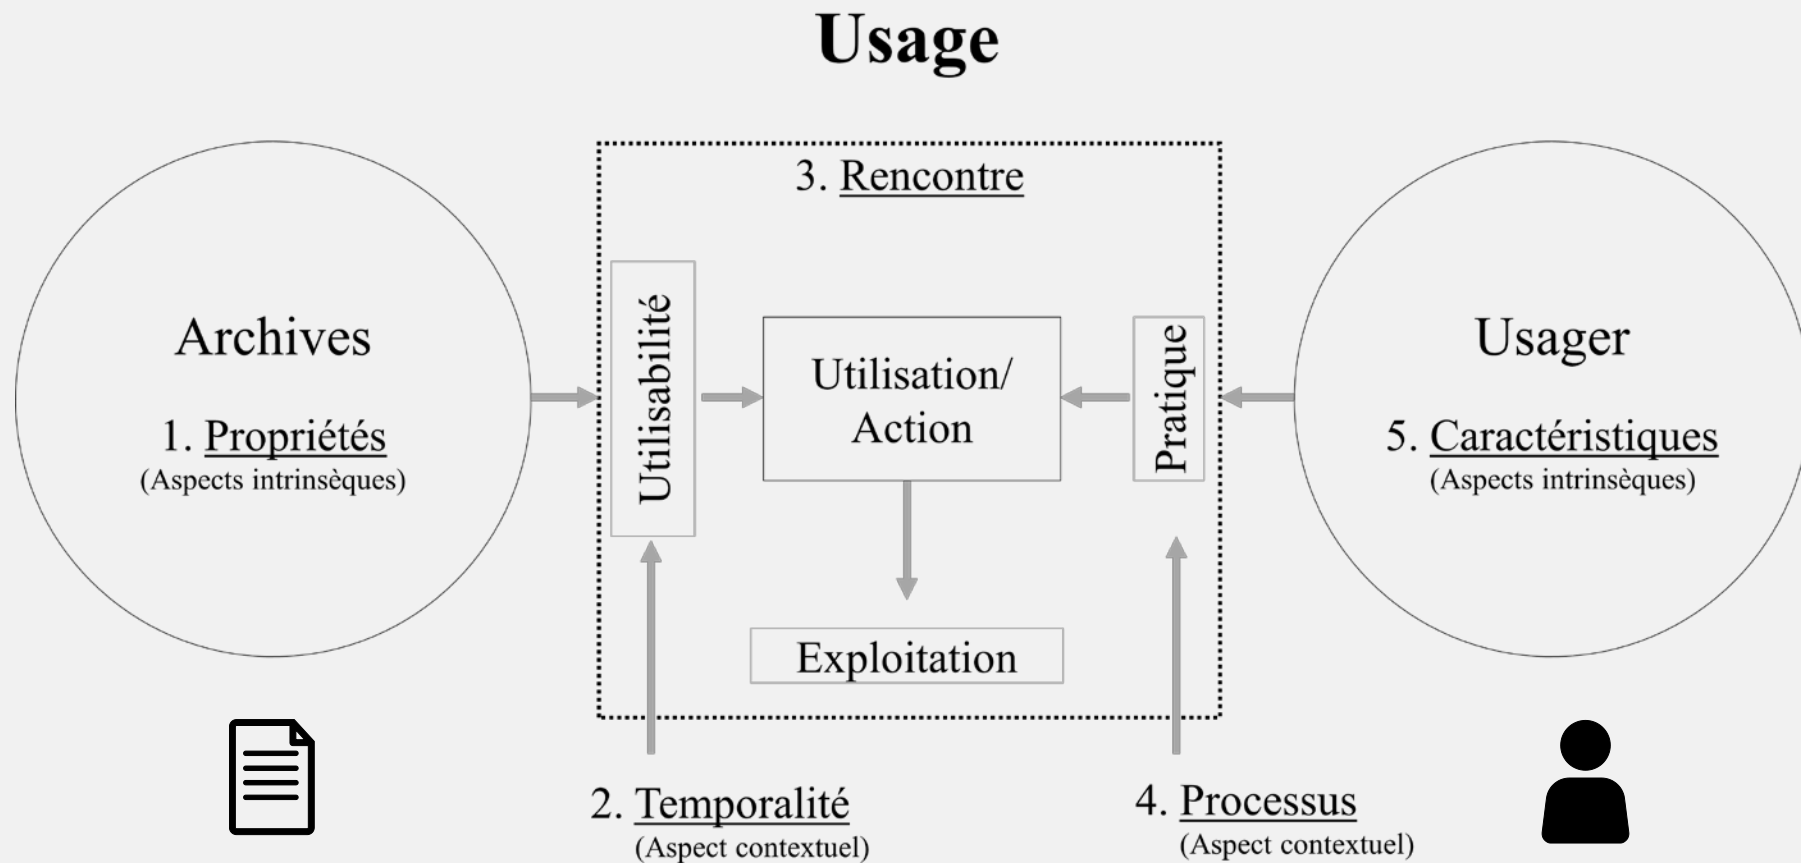 Usage
Archives
1. Propriétés
(Aspects intrinsèques)
3. Rencontre
Utilisabilité
Utilisation/
Action
Pratique
Exploitation
Usager
5. Caractéristiques
(Aspects intrinsèques)
2. Temporalité
(Aspect contextuel)
4. Processus
(Aspect contextuel)